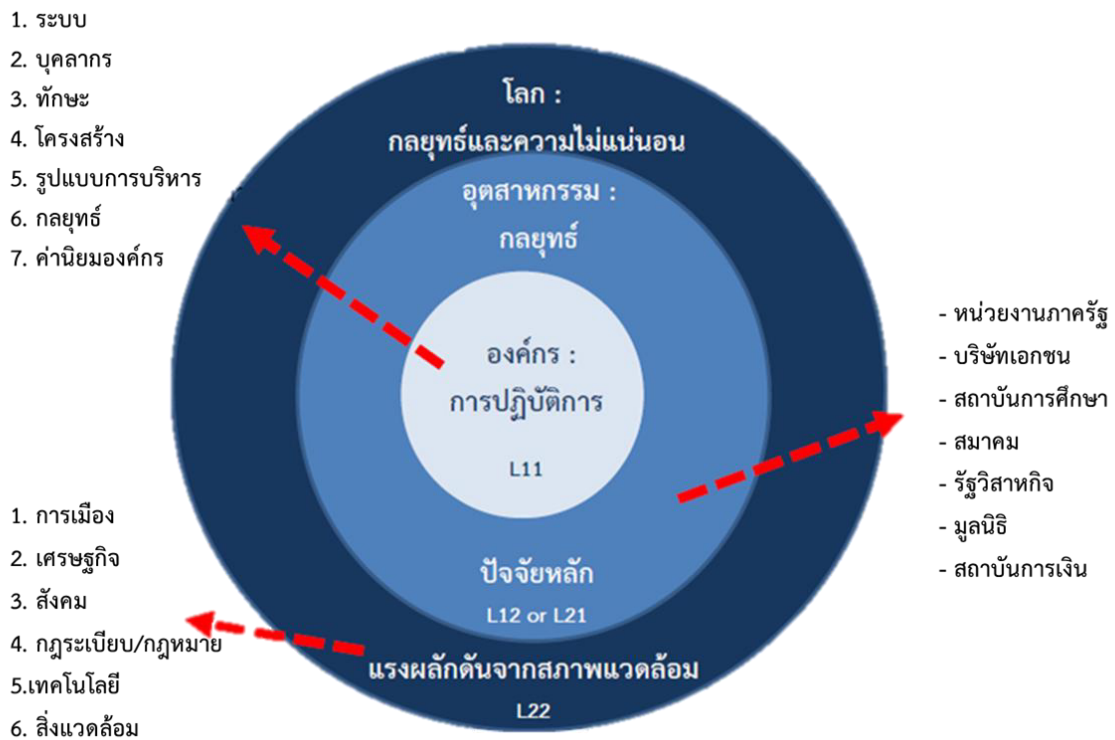 1. ระบบ
2. บุคลากร
3. ทักษะ
4. โครงสร้าง
5. รูปแบบการบริหาร
6. กลยุทธ์
7. ค่านิยมองค์กร
โลก :
กลยุทธ์และความไม่แน่นอน
อุตสาหกรรม :
กลยุทธ์
องค์กร :
การปฏิบัติการ
L11
ปัจจัยหลัก
L12 or L21
แรงผลักดันจากสภาพแวดล้อม
L22
- หน่วยงานภาครัฐ
- บริษัทเอกชน
- สถาบันการศึกษา
- สมาคม
- รัฐวิสาหกิจ
- มูลนิธิ
- สถาบันการเงิน
1. การเมือง
2. เศรษฐกิจ
3. สังคม
4. กฎระเบียบ/กฎหมาย
5.เทคโนโลยี
6. สิ่งแวดล้อม